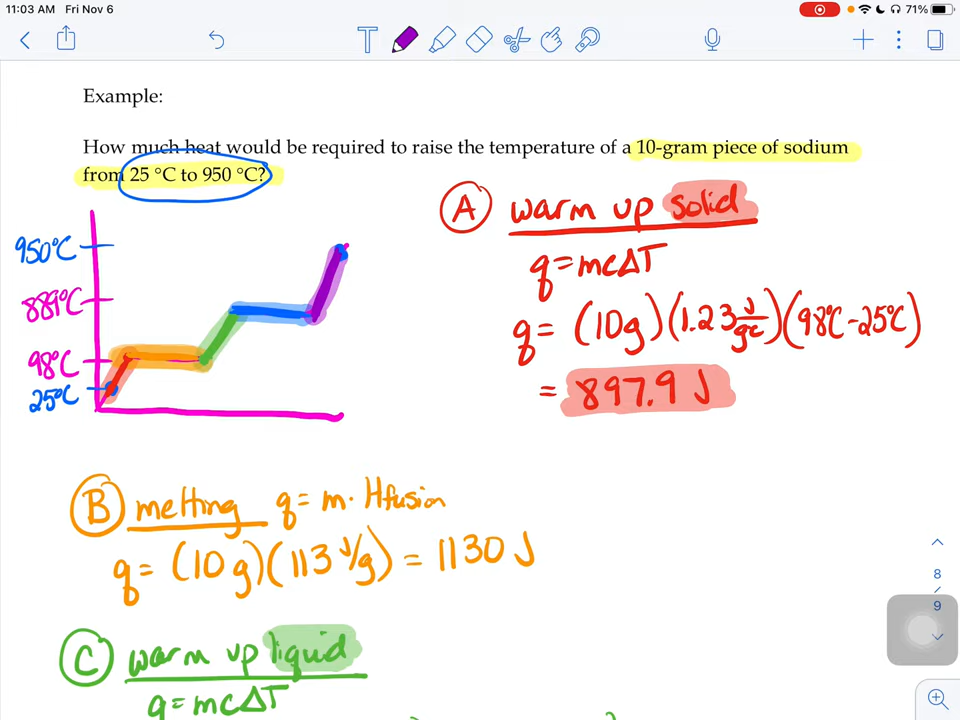 11:03 AM Fri Nov 6
71%
T
Example:
How much heat would be required to raise the temperature of a 10-gram piece of sodium
from 25 °C to 950 °C?
A warm up solid
q=mcΔT
q= (10g)(1.23 J/g°C)(98°C-25°C)
= 897.9 J
950°C
889°C
98°C
25°C
B melting q= m·Hfusion
q= (10g)(113 J/g) = 1130 J
C warm up liquid
q=mcΔT
8
/
9